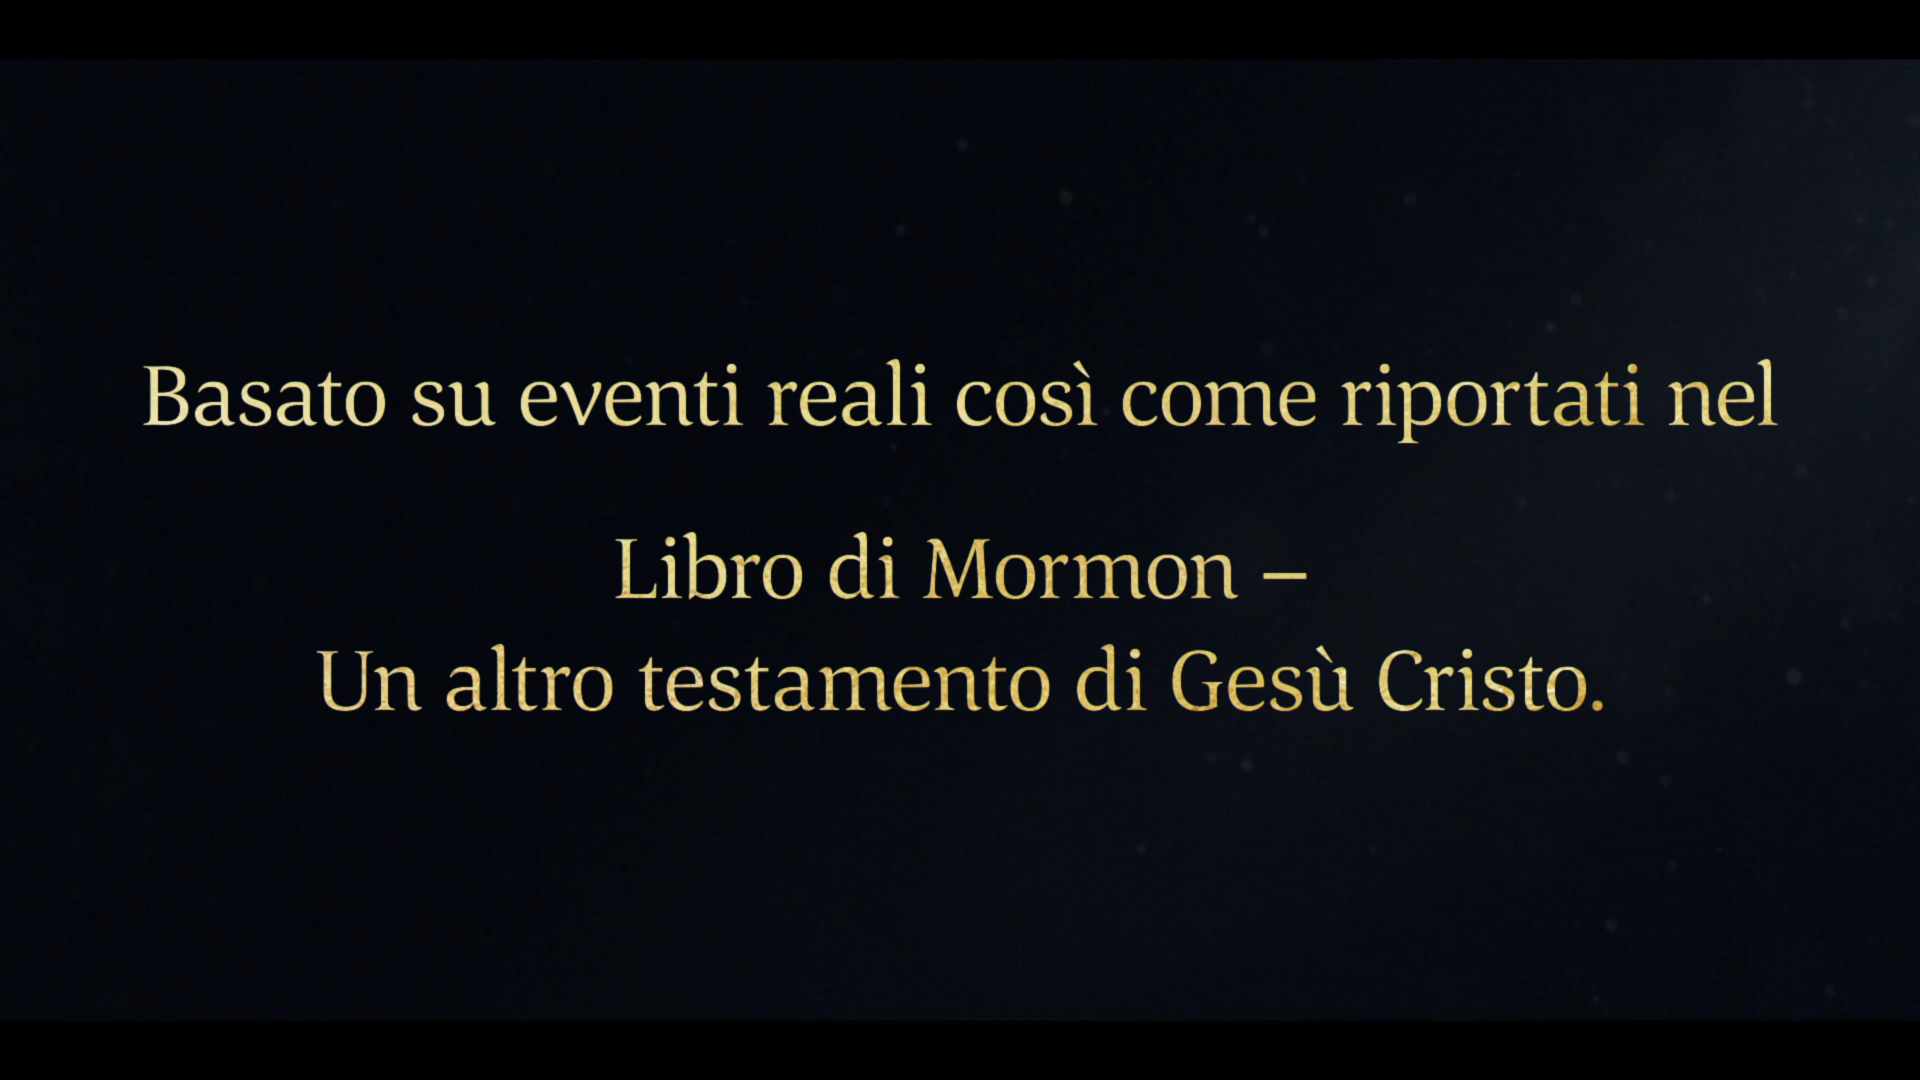 Basato su eventi reali così come riportati nel
Libro di Mormon –
Un altro testamento di Gesù Cristo.